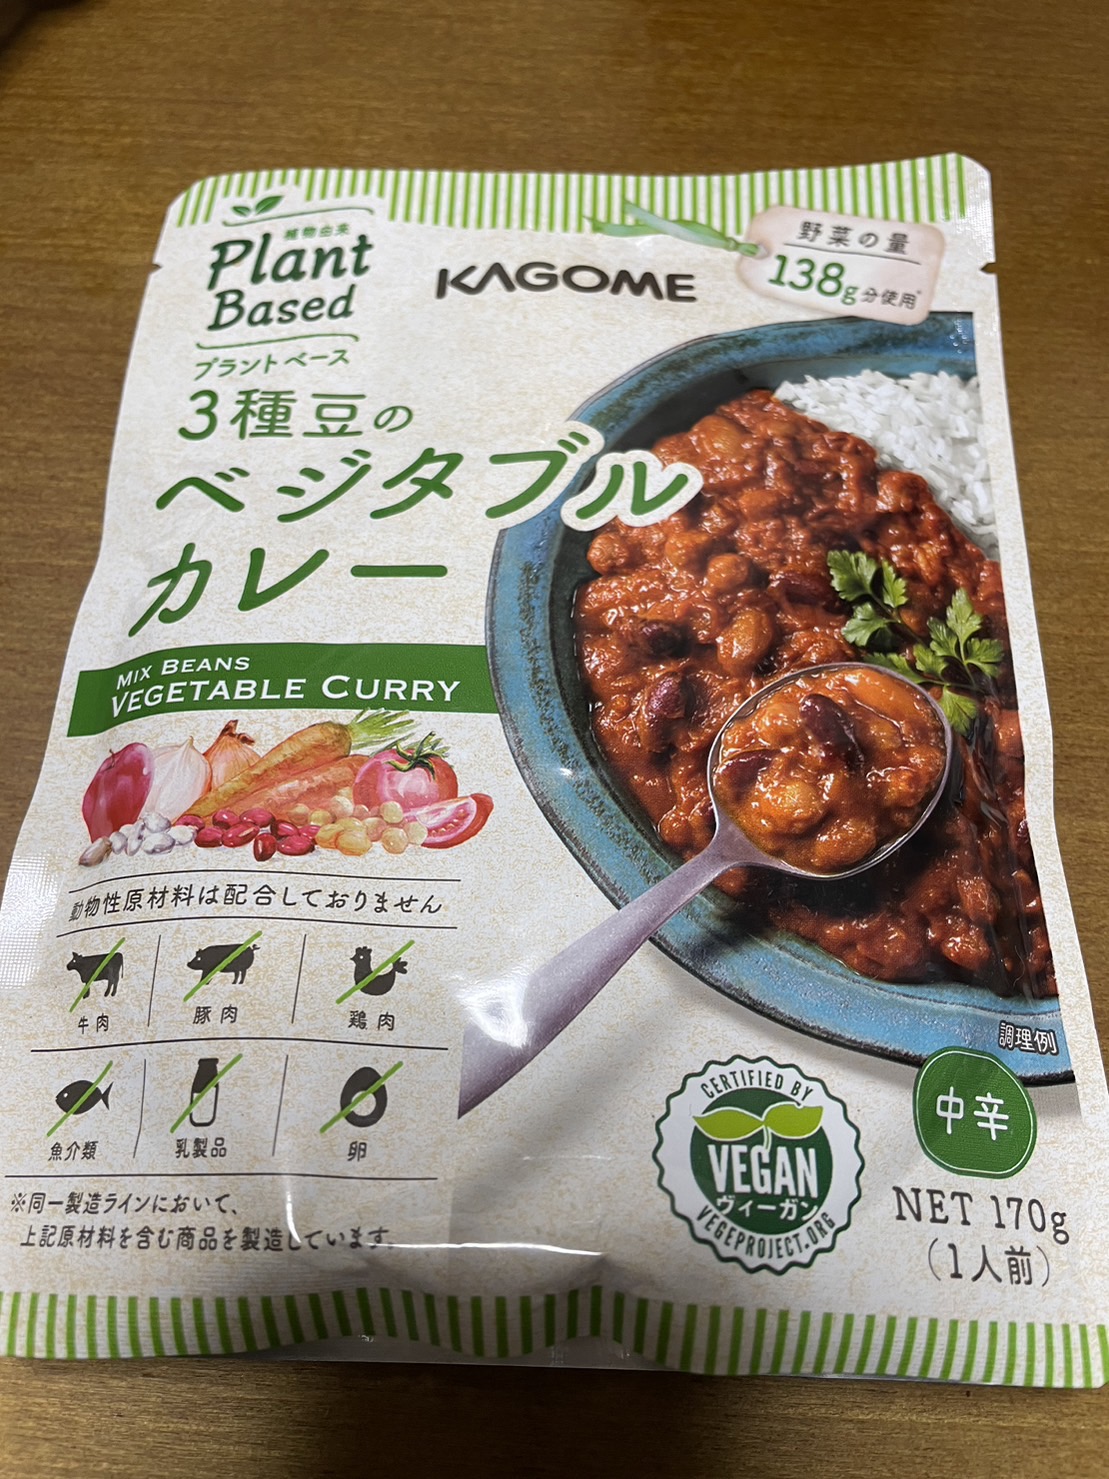 植物由来
Plant
Based
プラントベース
KAGOME
野菜の量
138g分使用*
3種豆の
ベジタブル
カレー
MIX BEANS
VEGETABLE CURRY
動物性原材料は配合しておりません
牛肉
豚肉
鶏肉
魚介類
乳製品
卵
※同一製造ラインにおいて、
上記原材料を含む商品を製造しています。
調理例
中辛
CERTIFIED BY
VEGAN
ヴィーガン
VEGEPROJECT.ORG
NET 170g
(1人前)